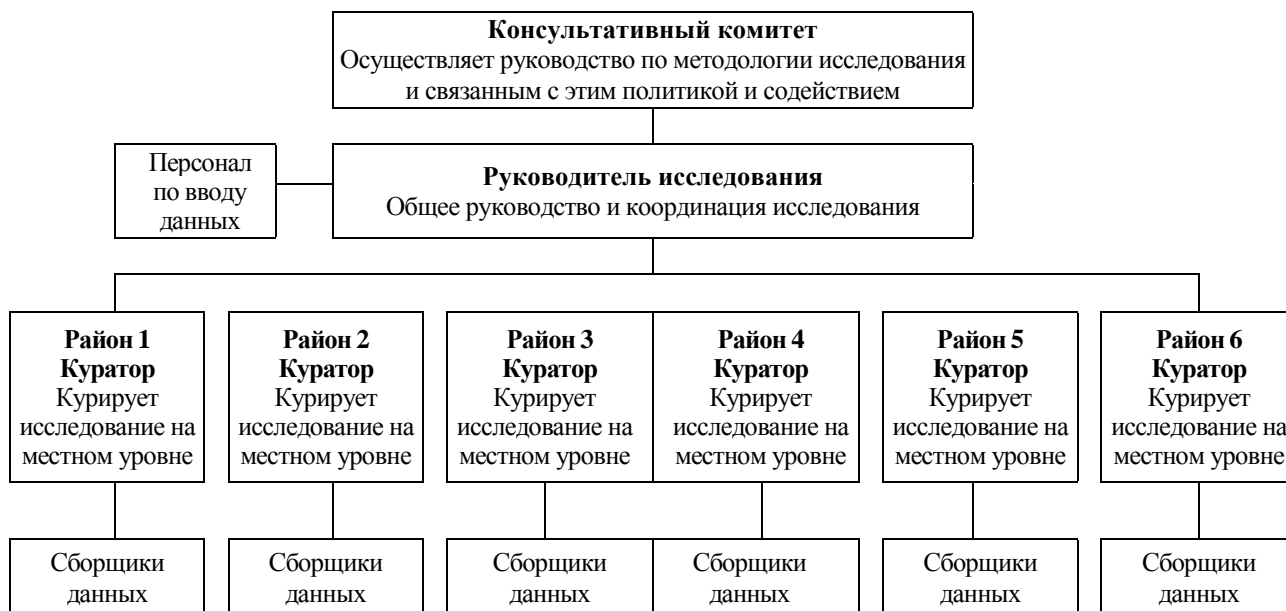 Консультативный комитет
Осуществляет руководство по методологии исследования
и связанным с этим политикой и содействием
Персонал
по вводу
данных
Руководитель исследования
Общее руководство и координация исследования
Район 1
Куратор
Курирует
исследование на
местном уровне
Район 2
Куратор
Курирует
исследование на
местном уровне
Район 3
Куратор
Курирует
исследование на
местном уровне
Район 4
Куратор
Курирует
исследование на
местном уровне
Район 5
Куратор
Курирует
исследование на
местном уровне
Район 6
Куратор
Курирует
исследование на
местном уровне
Сборщики
данных
Сборщики
данных
Сборщики
данных
Сборщики
данных
Сборщики
данных
Сборщики
данных